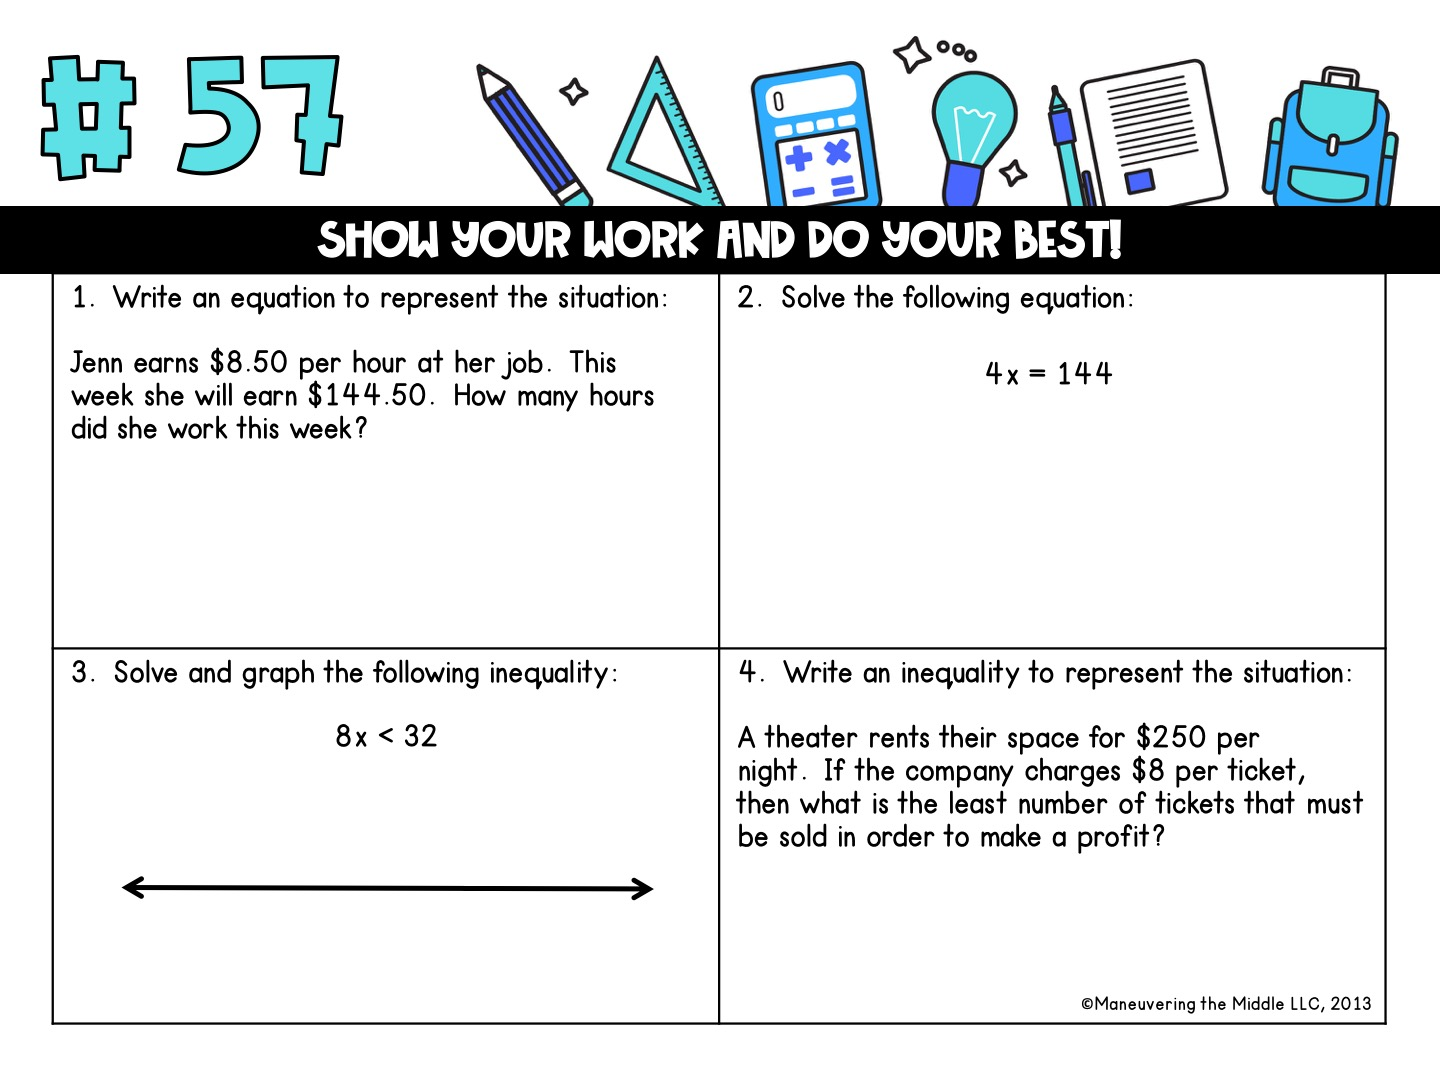 # 57
SHOW YOUR WORK AND DO YOUR BEST!
1. Write an equation to represent the situation:
Jenn earns $8.50 per hour at her job. This
week she will earn $144.50. How many hours
did she work this week?
2. Solve the following equation:
4x = 144
3. Solve and graph the following inequality:
8x < 32
4. Write an inequality to represent the situation:
A theater rents their space for $250 per
night. If the company charges $8 per ticket,
then what is the least number of tickets that must
be sold in order to make a profit?
©Maneuvering the Middle LLC, 2013